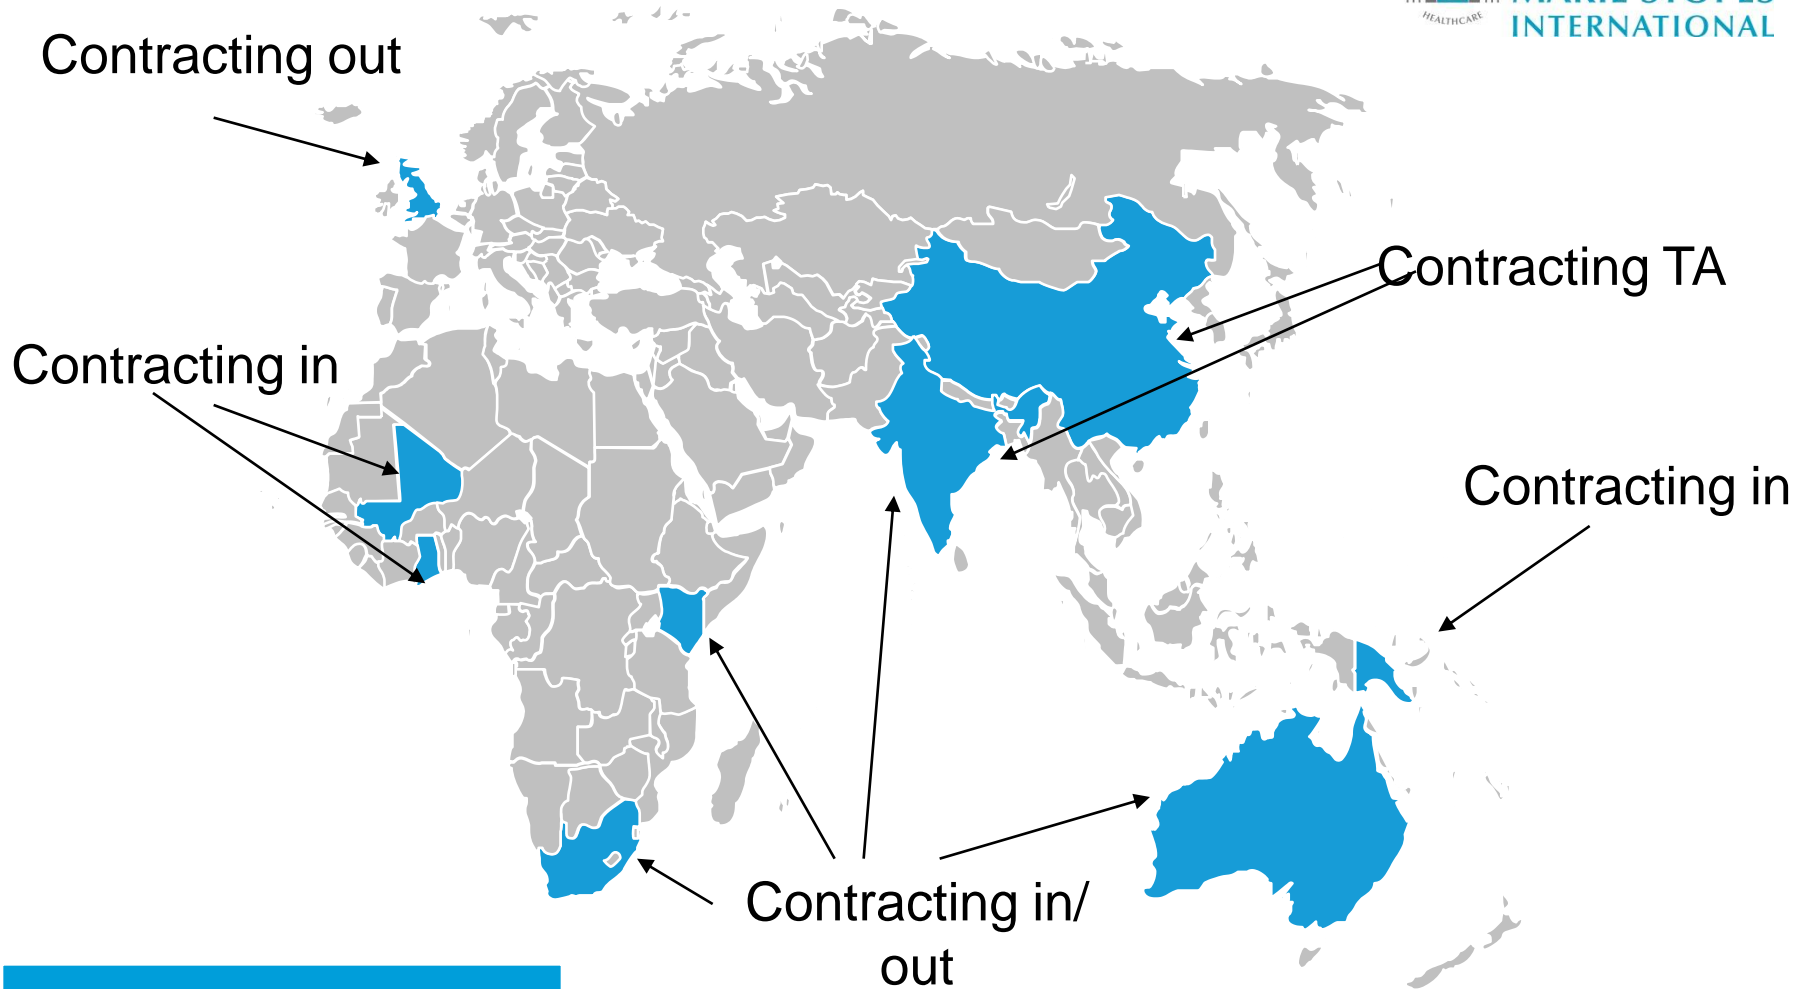 HEALTHCARE
INTERNATIONAL
Contracting out
Contracting TA
Contracting in
Contracting in
Contracting in/
out